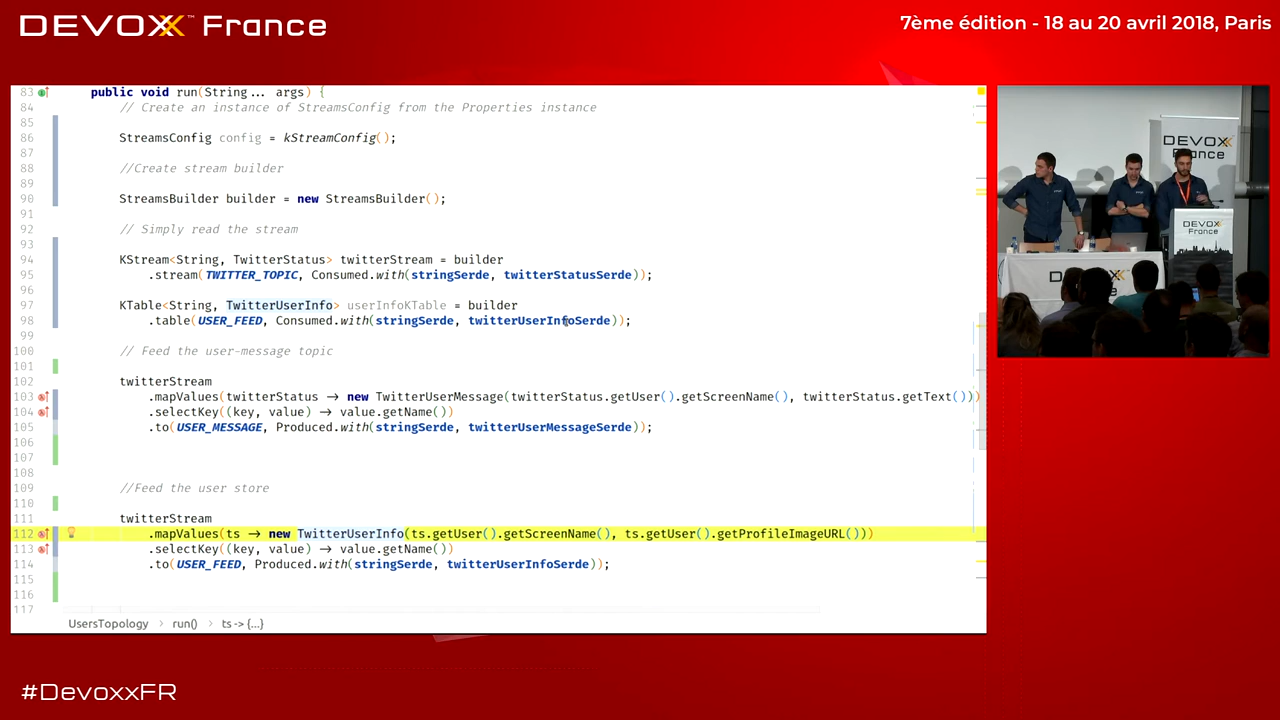 DEVOXX™ France
7ème édition - 18 au 20 avril 2018, Paris
83 public void run(String... args) {
84 // Create an instance of StreamsConfig from the Properties instance
85
86 StreamsConfig config = kStreamConfig();
87
88 //Create stream builder
89
90 StreamsBuilder builder = new StreamsBuilder();
91
92 // Simply read the stream
93
94 KStream<String, TwitterStatus> twitterStream = builder
95 .stream(TWITTER_TOPIC, Consumed.with(stringSerde, twitterStatusSerde));
96
97 KTable<String, TwitterUserInfo> userInfoKTable = builder
98 .table(USER_FEED, Consumed.with(stringSerde, twitterUserInfoSerde));
99
100 // Feed the user-message topic
101
102 twitterStream
103 .mapValues(twitterStatus → new TwitterUserMessage(twitterStatus.getUser().getScreenName(), twitterStatus.getText()))
104 .selectKey((key, value) → value.getName())
105 .to(USER_MESSAGE, Produced.with(stringSerde, twitterUserMessageSerde));
106
107
108
109 //Feed the user store
110
111 twitterStream
112 .mapValues(ts → new TwitterUserInfo(ts.getUser().getScreenName(), ts.getUser().getProfileImageURL()))
113 .selectKey((key, value) → value.getName())
114 .to(USER_FEED, Produced.with(stringSerde, twitterUserInfoSerde));
115
116
117
UsersTopology › run() › ts -> {...}
DEVOXX
France
DEVOXX
France
DEVOXX
#DevoxxFR